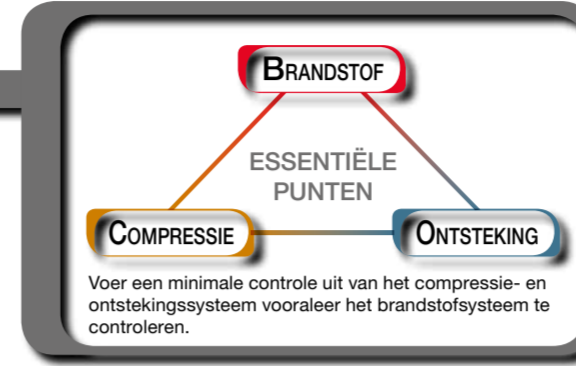 BRANDSTOF
ESSENTIËLE
PUNTEN
COMPRESSIE
ONTSTEKING
Voer een minimale controle uit van het compressie- en
ontstekingssysteem vooraleer het brandstofsysteem te
controleren.